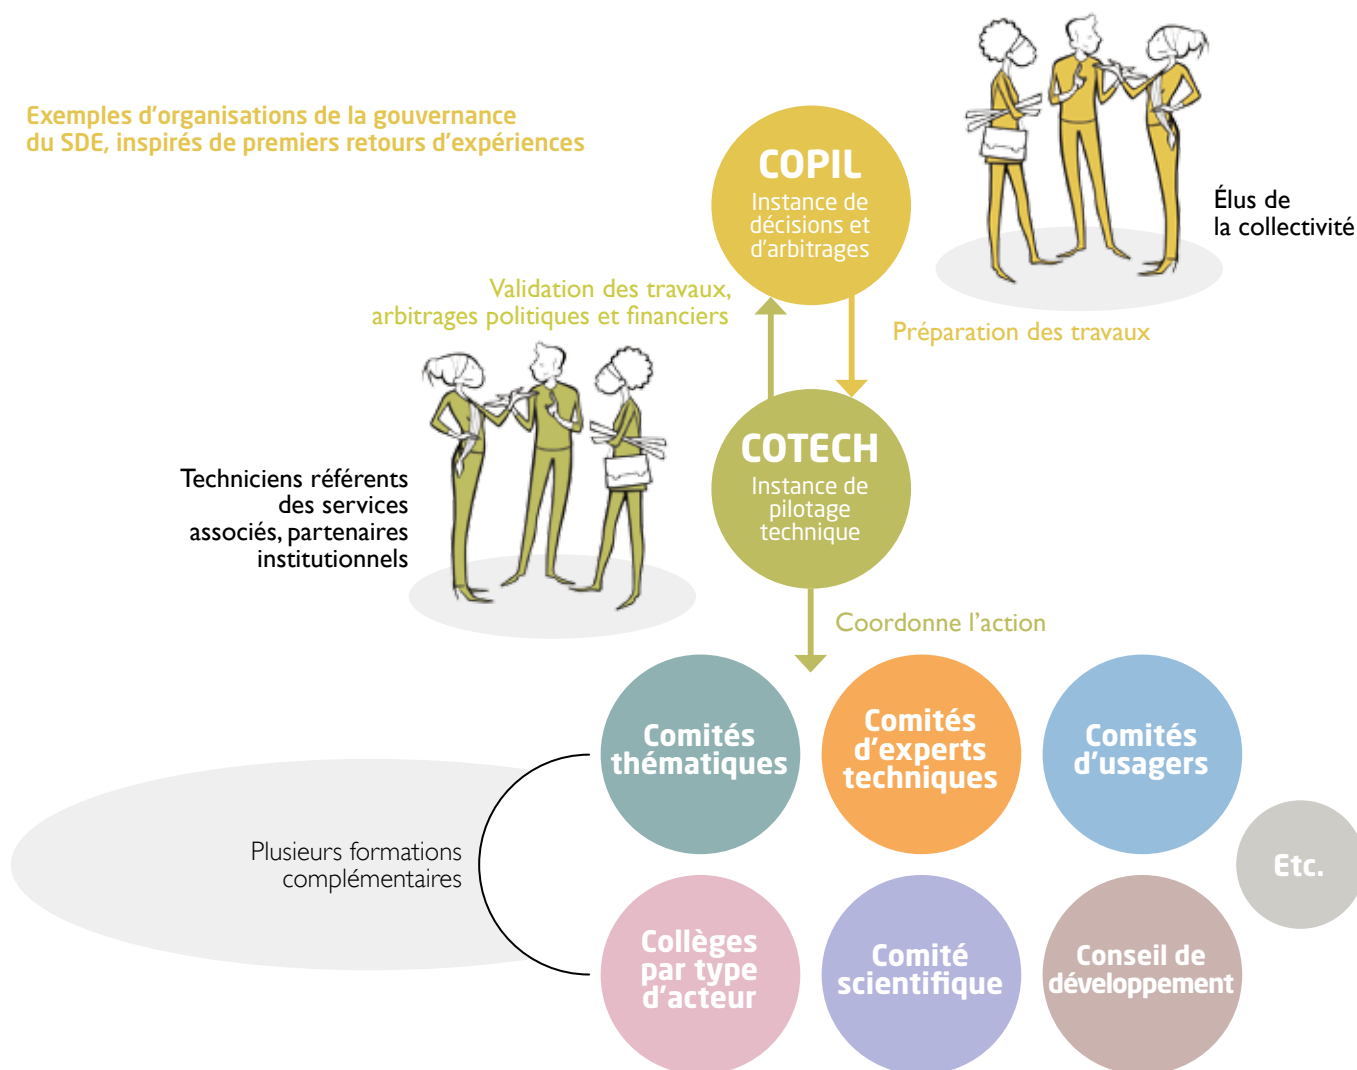 Exemples d'organisations de la gouvernance
du SDE, inspirés de premiers retours d'expériences
COPIL
Instance de
décisions et
d'arbitrages
Élus de
la collectivité
Validation des travaux,
arbitrages politiques et financiers
Préparation des travaux
COTECH
Instance de
pilotage
technique
Techniciens référents
des services
associés, partenaires
institutionnels
Coordonne l'action
Comités
thématiques
Comités
d'experts
techniques
Comités
d'usagers
Plusieurs formations
complémentaires
Etc.
Collèges
par type
d'acteur
Comité
scientifique
Conseil de
développement